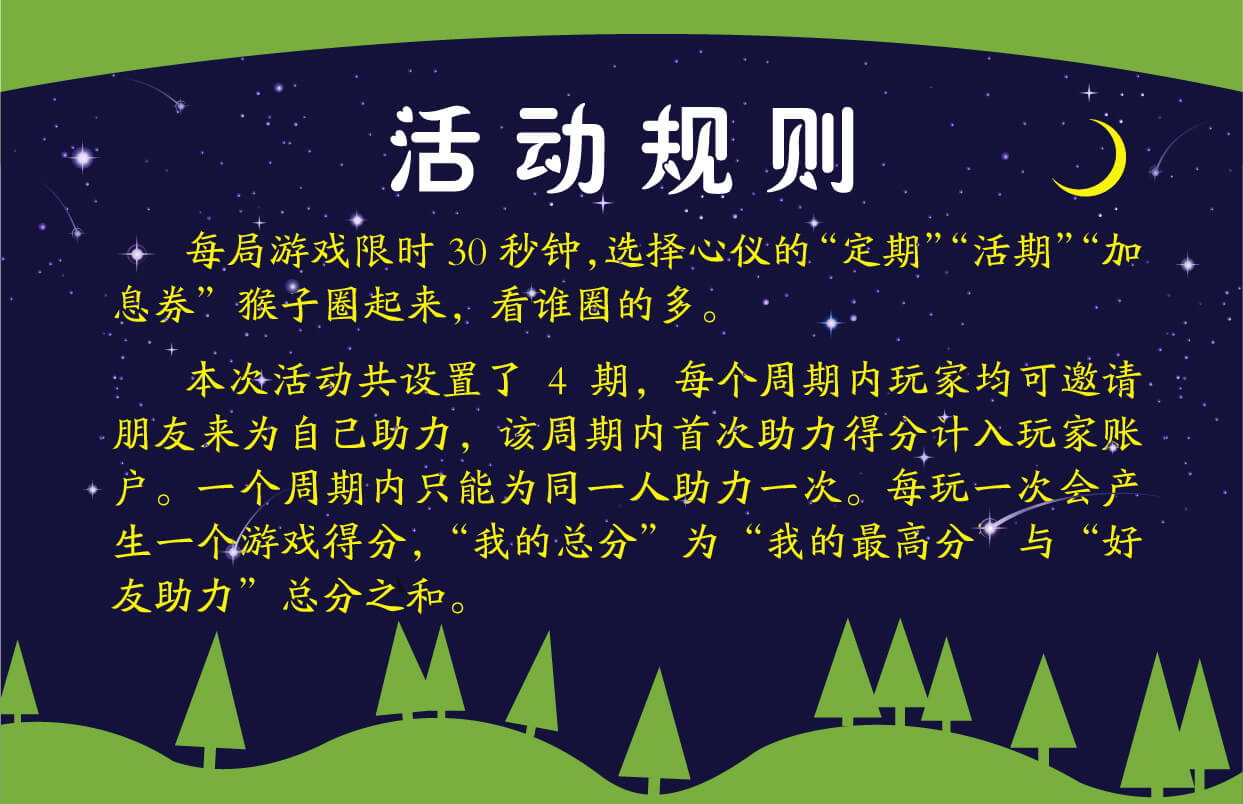 活动规则
每局游戏限时 30 秒钟，选择心仪的“定期”“活期”“加
息券”猴子圈起来，看谁圈的多。
本次活动共设置了 4 期，每个周期内玩家均可邀请
朋友来为自己助力，该周期内首次助力得分计入玩家账
户。一个周期内只能为同一人助力一次。每玩一次会产
生一个游戏得分，“我的总分”为“我的最高分”与“好
友助力”总分之和。